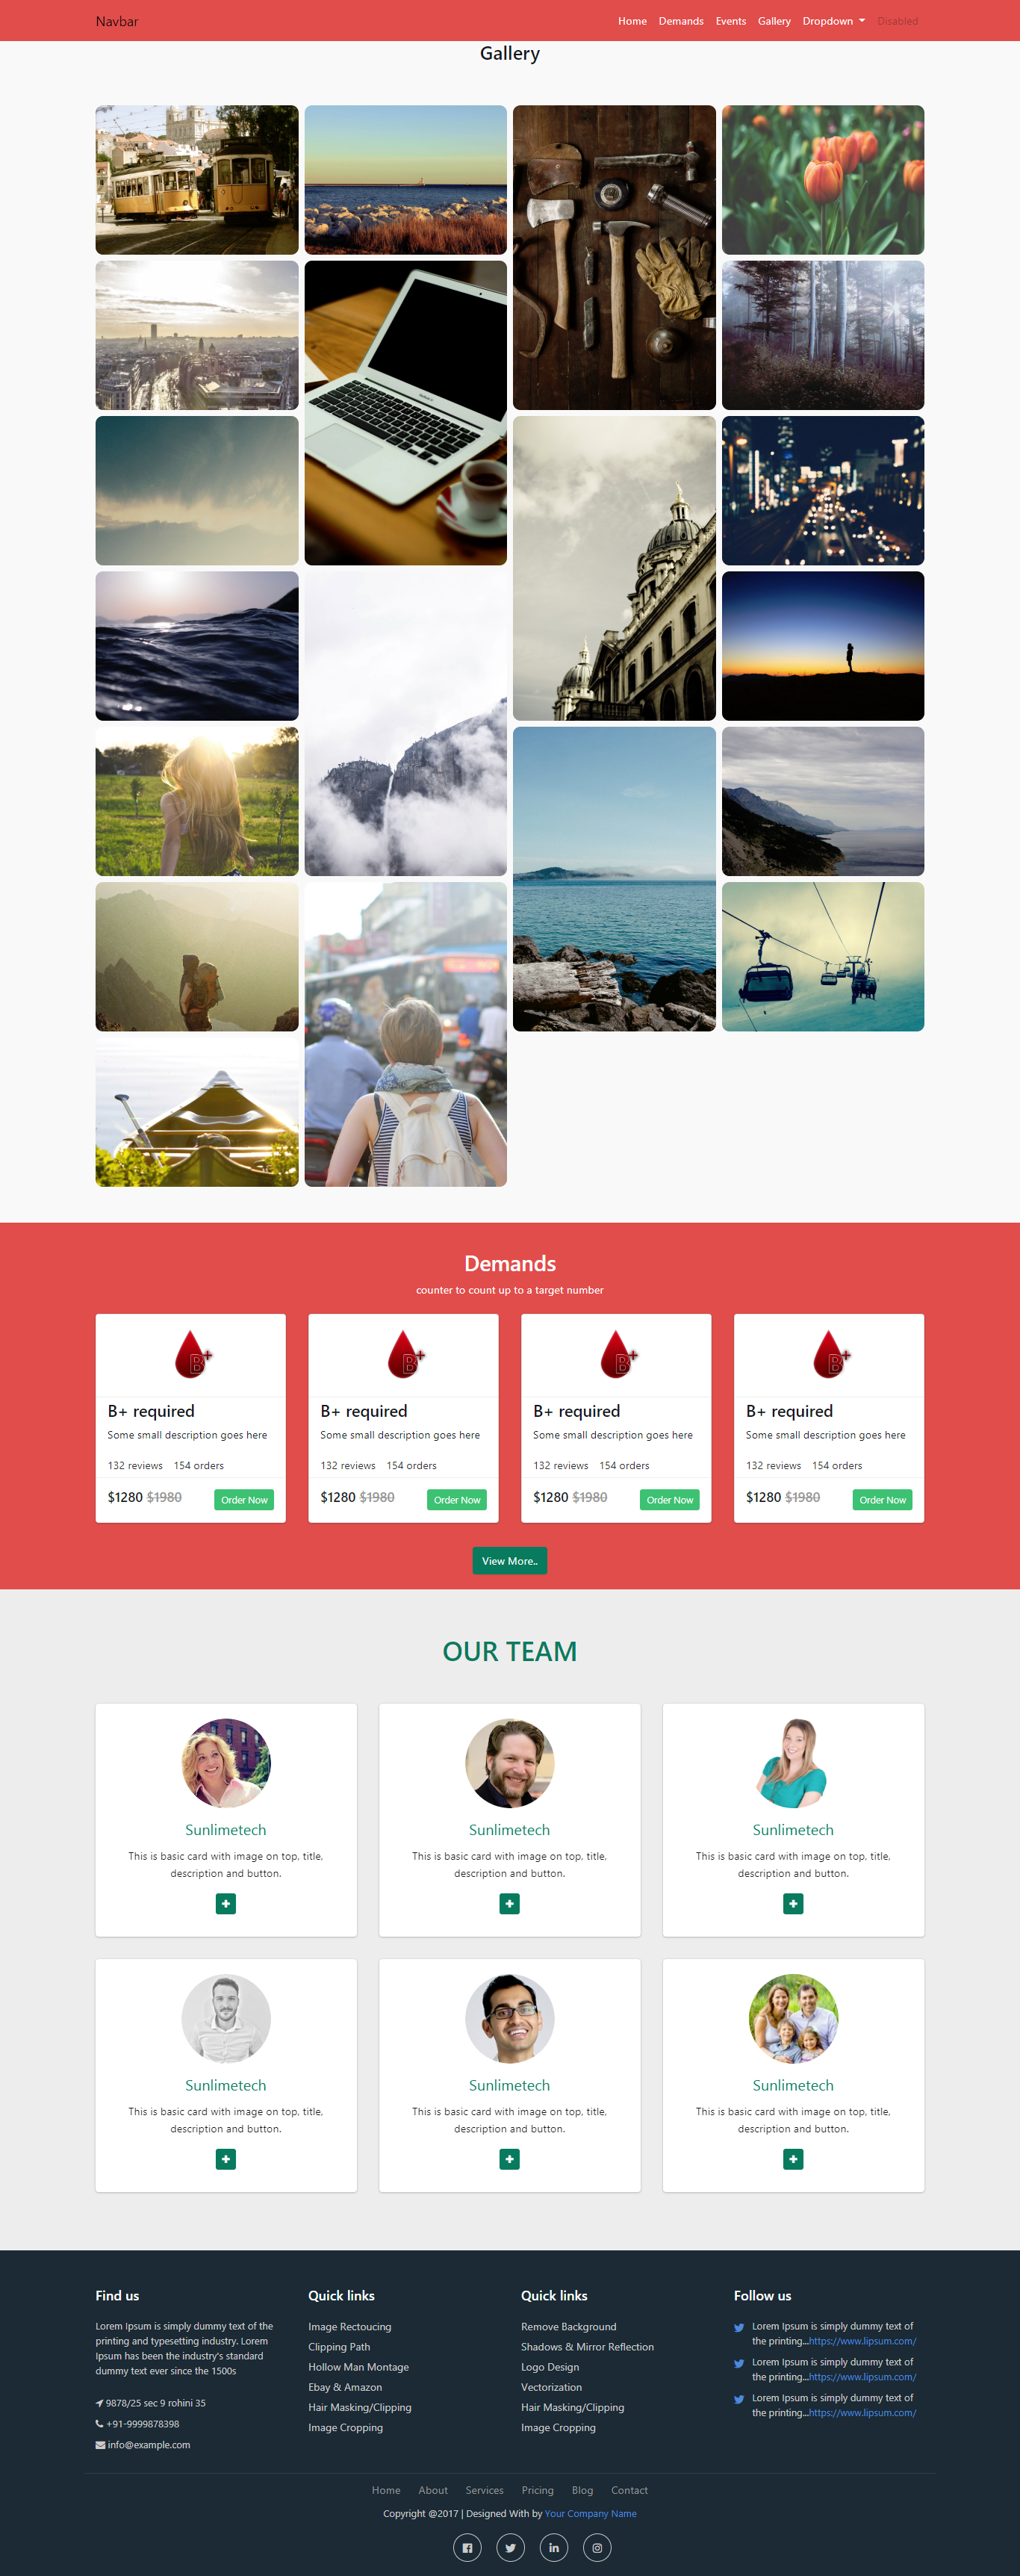 Navbar
Home Demands Events Gallery Dropdown Disabled
Gallery
Demands
counter to count up to a target number
B+ B+ B+ B+
B+ required B+ required B+ required B+ required
Some small description goes here Some small description goes here Some small description goes here Some small description goes here
132 reviews 154 orders 132 reviews 154 orders 132 reviews 154 orders 132 reviews 154 orders
$1280 $1980 Order Now $1280 $1980 Order Now $1280 $1980 Order Now $1280 $1980 Order Now
View More..
OUR TEAM
Sunlimetech Sunlimetech Sunlimetech
This is basic card with image on top, title, This is basic card with image on top, title, This is basic card with image on top, title,
description and button. description and button. description and button.
Sunlimetech Sunlimetech Sunlimetech
This is basic card with image on top, title, This is basic card with image on top, title, This is basic card with image on top, title,
description and button. description and button. description and button.
Find us
Lorem Ipsum is simply dummy text of the
printing and typesetting industry. Lorem
Ipsum has been the industry's standard
dummy text ever since the 1500s
9878/25 sec 9 rohini 35
+91-9999878398
info@example.com
Quick links
Image Rectoucing
Clipping Path
Hollow Man Montage
Ebay & Amazon
Hair Masking/Clipping
Image Cropping
Quick links
Remove Background
Shadows & Mirror Reflection
Logo Design
Vectorization
Hair Masking/Clipping
Image Cropping
Follow us
Lorem Ipsum is simply dummy text of
the printing...https://www.lipsum.com/
Lorem Ipsum is simply dummy text of
the printing...https://www.lipsum.com/
Lorem Ipsum is simply dummy text of
the printing...https://www.lipsum.com/
Home About Services Pricing Blog Contact
Copyright @2017 | Designed With by Your Company Name